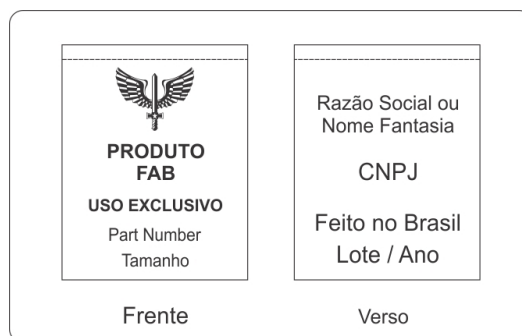 PRODUTO
FAB
USO EXCLUSIVO
Part Number
Tamanho
Frente
Razão Social ou
Nome Fantasia
CNPJ
Feito no Brasil
Lote / Ano
Verso